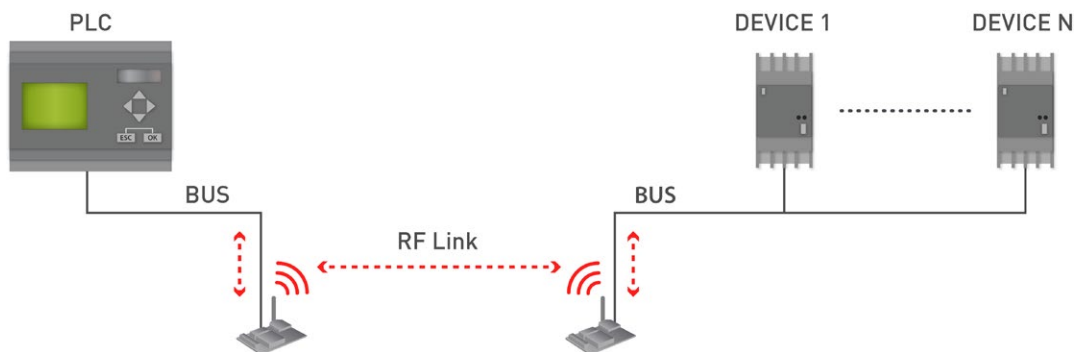 PLC
DEVICE 1
DEVICE N
ESC
OK
BUS
BUS
RF Link